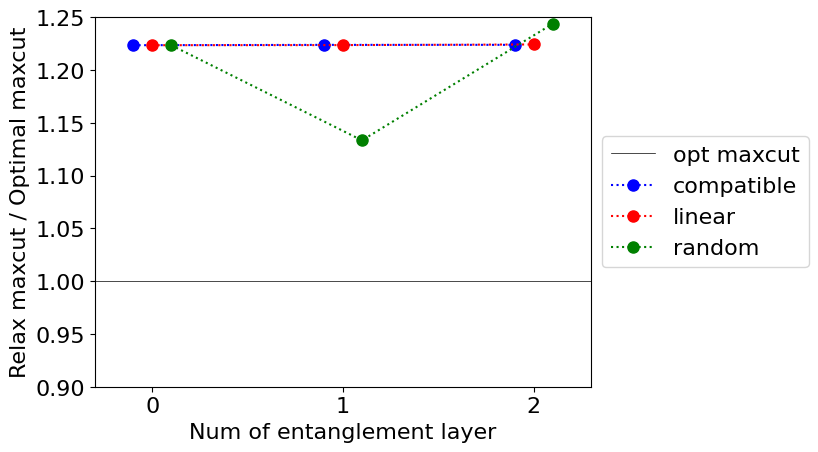 Relax maxcut / Optimal maxcut
1.25
1.20
1.15
1.10
1.05
1.00
0.95
0.90
0 1 2
Num of entanglement layer
opt maxcut
compatible
linear
random